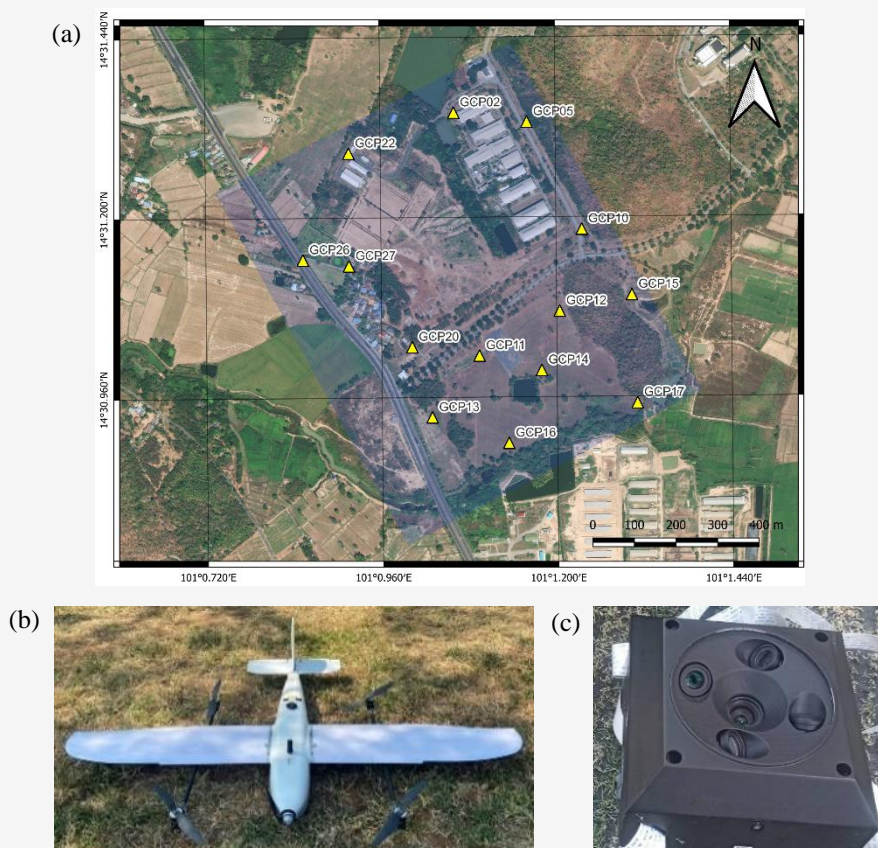 (a)
14°31.440'N
14°31.200'N
14°30.960'N
N
GCP02
GCP05
GCP22
GCP10
GCP26
GCP27
GCP15
GCP12
GCP20
GCP11
GCP14
GCP17
GCP13
GCP16
0 100 200 300 400 m
101°0.720'E 101°0.960'E 101°1.200'E 101°1.440'E
(b) (c)